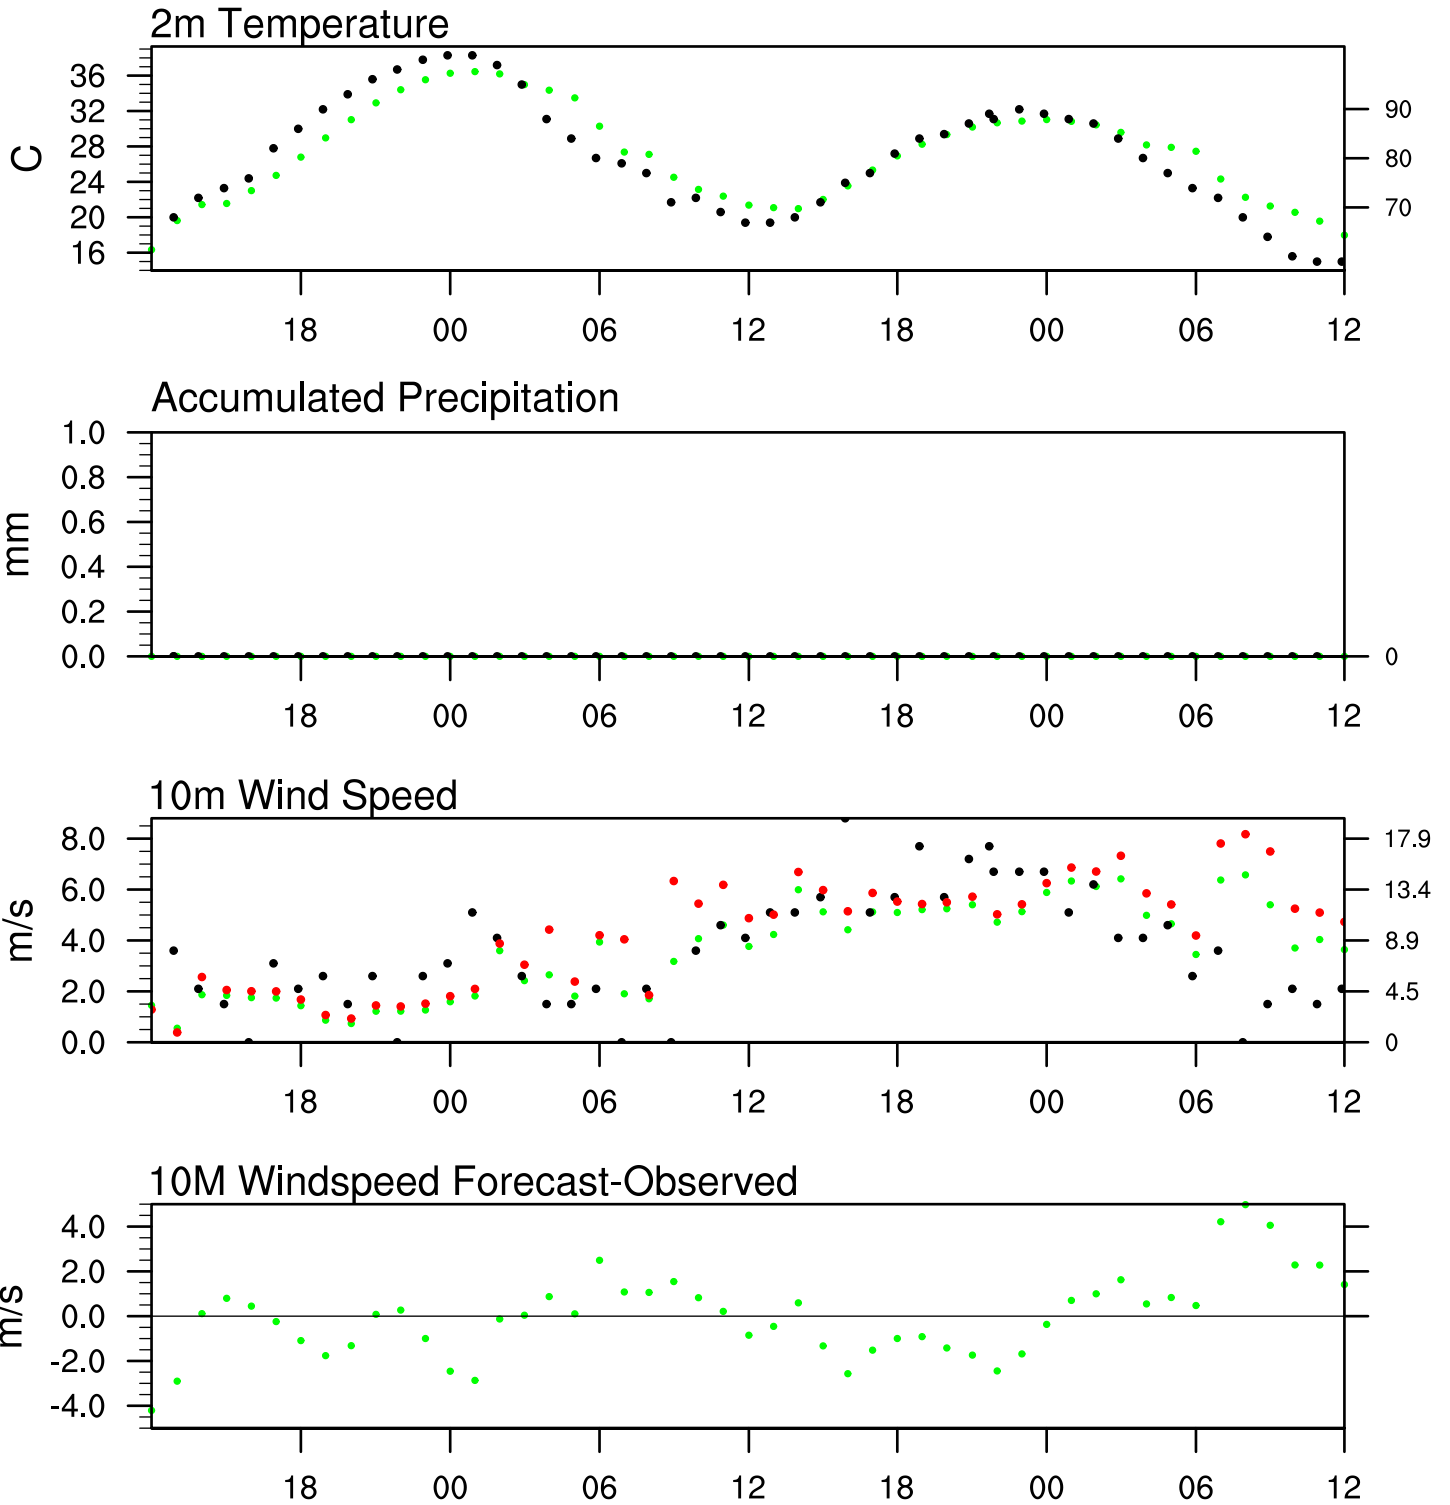 2m Temperature
36
32
28
24
20
16
C
90
80
70
18 00 06 12 18 00 06 12
Accumulated Precipitation
1.0
0.8
0.6
0.4
0.2
0.0
mm
0
18 00 06 12 18 00 06 12
10m Wind Speed
8.0
6.0
4.0
2.0
0.0
m/s
17.9
13.4
8.9
4.5
0
18 00 06 12 18 00 06 12
10M Windspeed Forecast-Observed
4.0
2.0
0.0
-2.0
-4.0
m/s
18 00 06 12 18 00 06 12